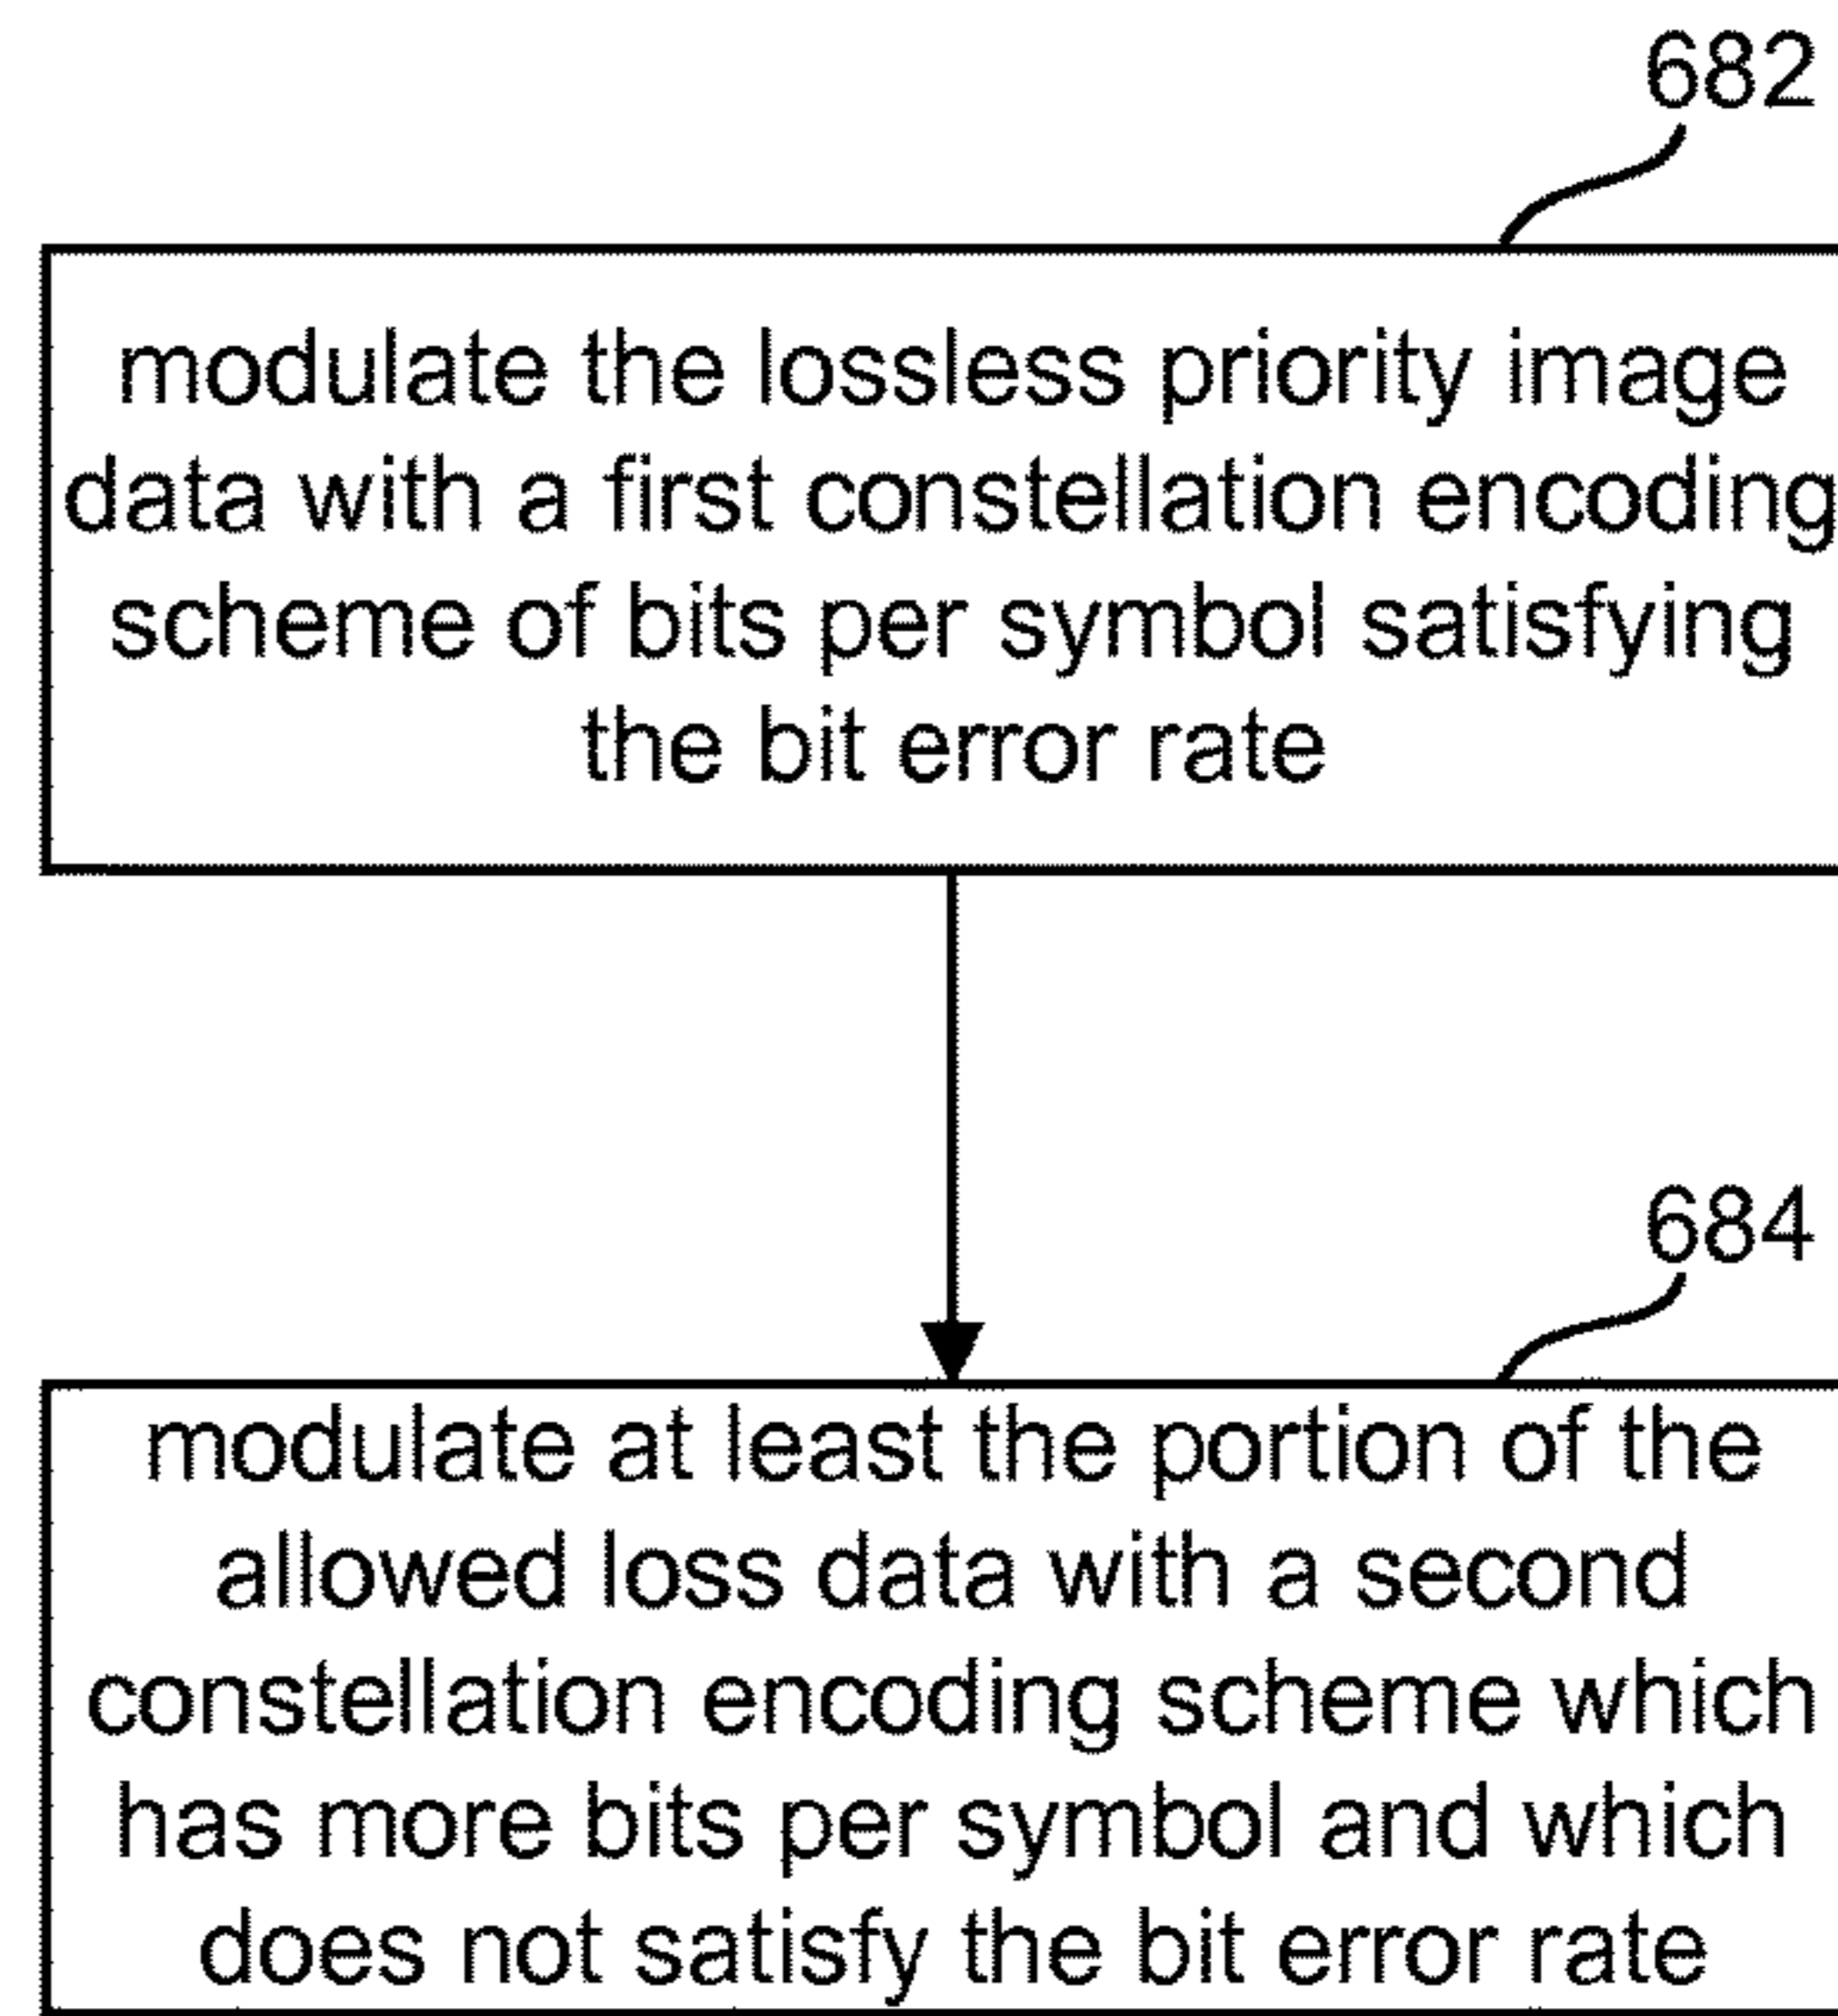 682
modulate the lossless priority image
data with a first constellation encoding
scheme of bits per symbol satisfying
the bit error rate
684
modulate at least the portion of the
allowed loss data with a second
constellation encoding scheme which
has more bits per symbol and which
does not satisfy the bit error rate